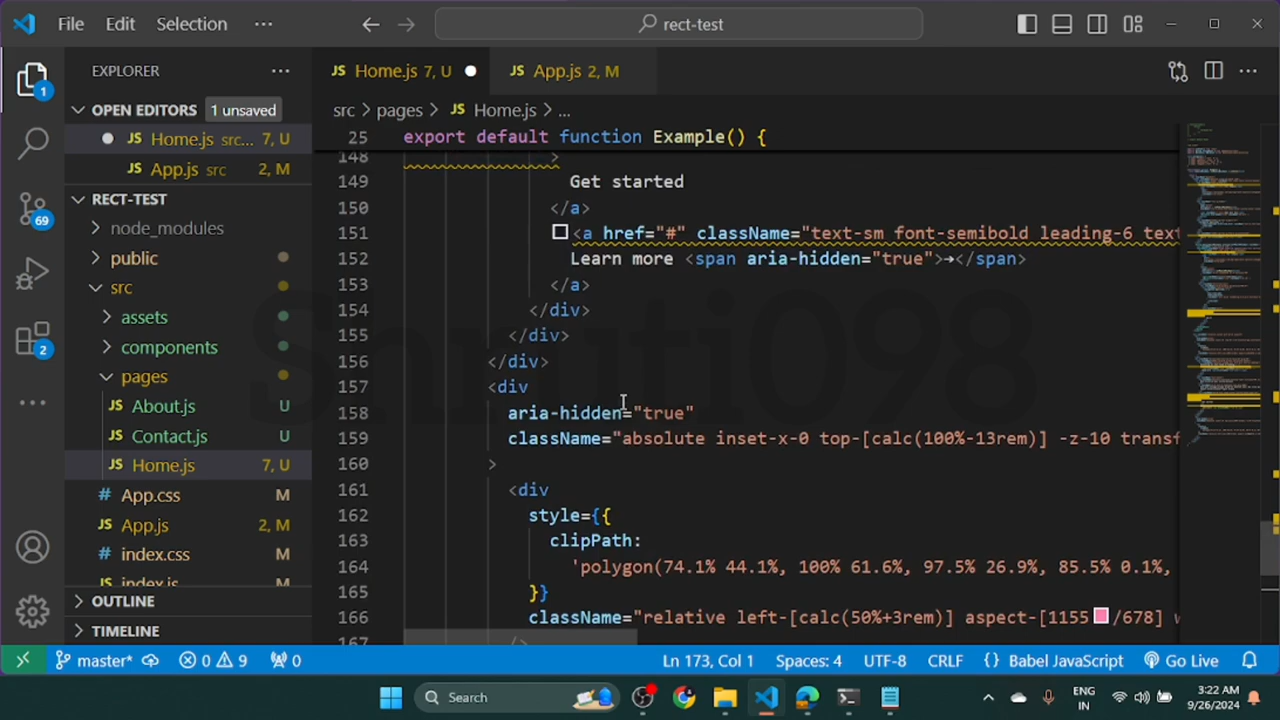 File Edit Selection ··· rect-test
EXPLORER ···
Home.js 7, U ● App.js 2, M
OPEN EDITORS 1 unsaved
src > pages > Home.js > ...
Home.js src... 7, U
App.js src 2, M
RECT-TEST
node_modules
public
src
assets
components
pages
About.js U
Contact.js U
Home.js 7, U
App.css M
App.js 2, M
index.css M
index.js M
OUTLINE
TIMELINE
25 export default function Example() {
148 >
149 Get started
150 </a>
151 <a href="#" className="text-sm font-semibold leading-6 text
152 Learn more <span aria-hidden="true">→</span>
153 </a>
154 </div>
155 </div>
156 </div>
157 <div
158 aria-hidden="true"
159 className="absolute inset-x-0 top-[calc(100%-13rem)] -z-10 transf
160 >
161 <div
162 style={{
163 clipPath:
164 'polygon(74.1% 44.1%, 100% 61.6%, 97.5% 26.9%, 85.5% 0.1%,
165 }}
166 className="relative left-[calc(50%+3rem)] aspect-[1155/678] w
167 />
1
69
2
Shruti098
master* 0 9 0 Ln 173, Col 1 Spaces: 4 UTF-8 CRLF {} Babel JavaScript Go Live
Search
ENG
IN
3:22 AM
9/26/2024